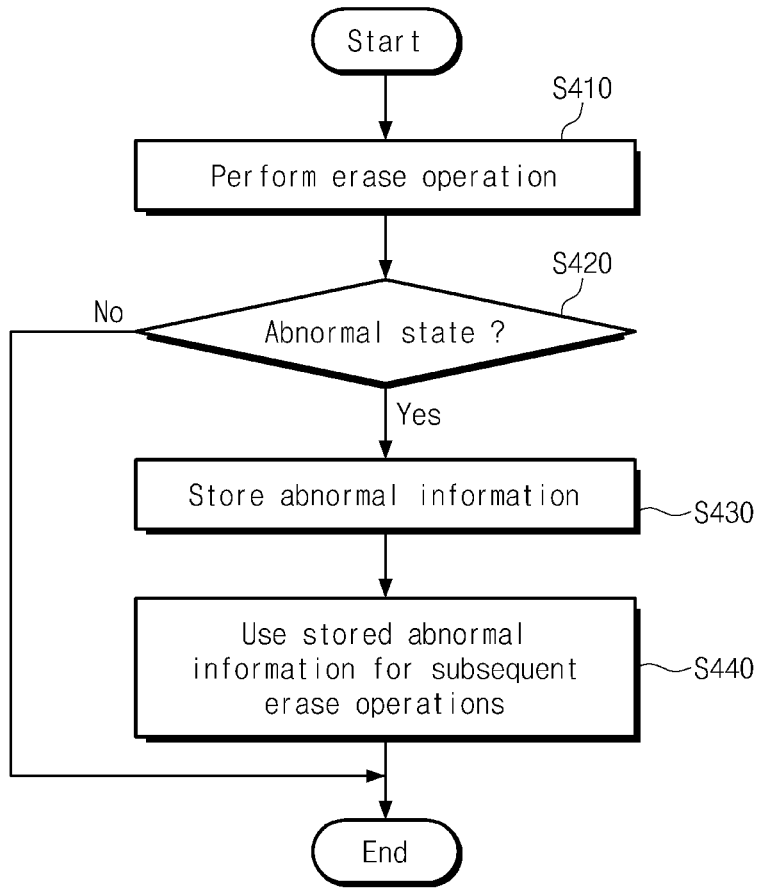 Start
S410
Perform erase operation
S420
No
Abnormal state ?
Yes
Store abnormal information
S430
Use stored abnormal
information for subsequent
erase operations
S440
End